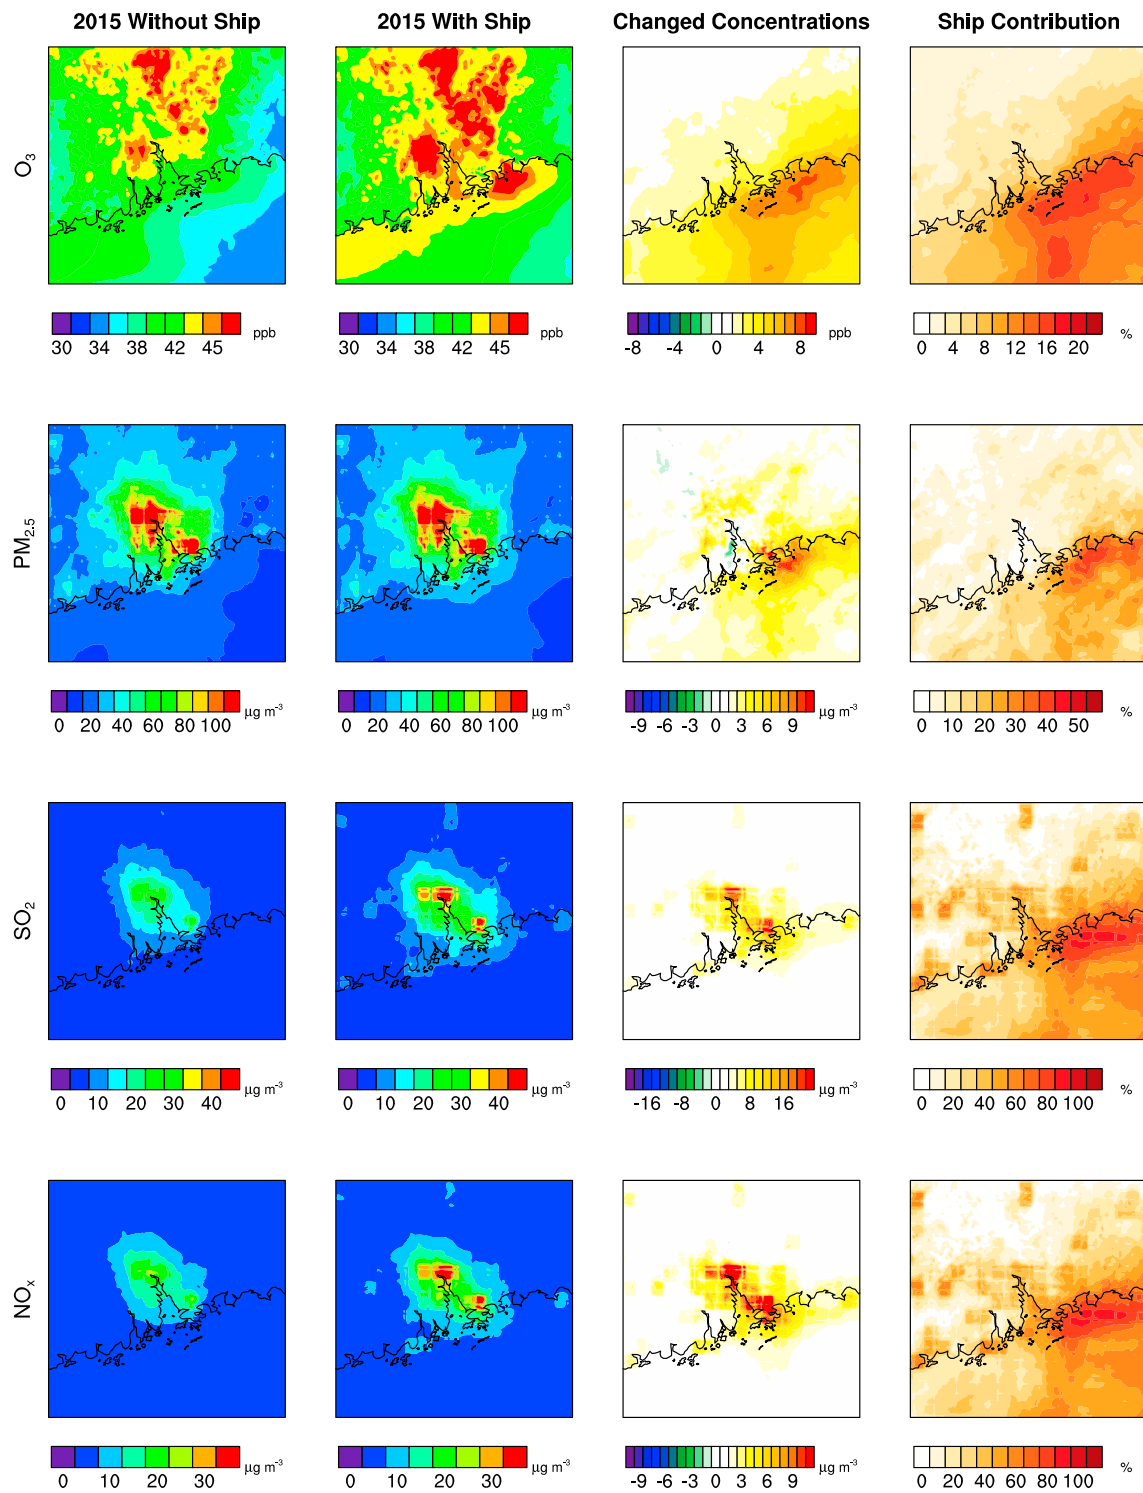 2015 Without Ship 2015 With Ship Changed Concentrations Ship Contribution
O3
30 34 38 42 45 ppb 30 34 38 42 45 ppb -8 -4 0 4 8 ppb 0 4 8 12 16 20 %
PM2.5
0 20 40 60 80 100 μg m-3 0 20 40 60 80 100 μg m-3 -9 -6 -3 0 3 6 9 μg m-3 0 10 20 30 40 50 %
SO2
0 10 20 30 40 μg m-3 0 10 20 30 40 μg m-3 -16 -8 0 8 16 μg m-3 0 20 40 60 80 100 %
NOx
0 10 20 30 μg m-3 0 10 20 30 μg m-3 -9 -6 -3 0 3 6 9 μg m-3 0 20 40 60 80 100 %